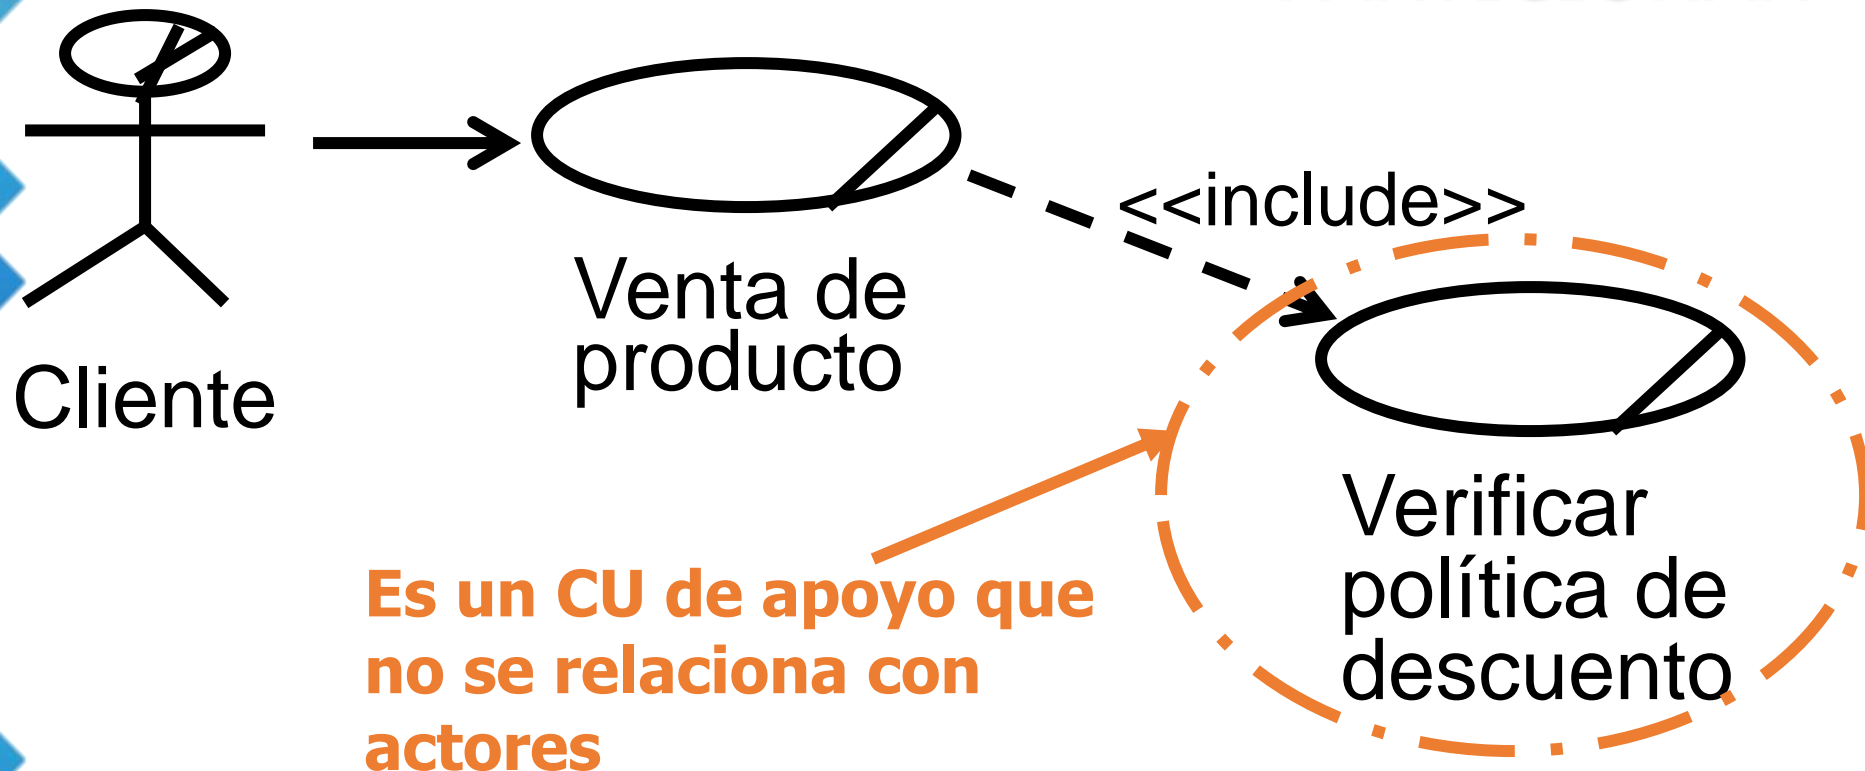 <<include>>
Venta de
producto
Cliente
Verificar
política de
descuento
Es un CU de apoyo que
no se relaciona con
actores